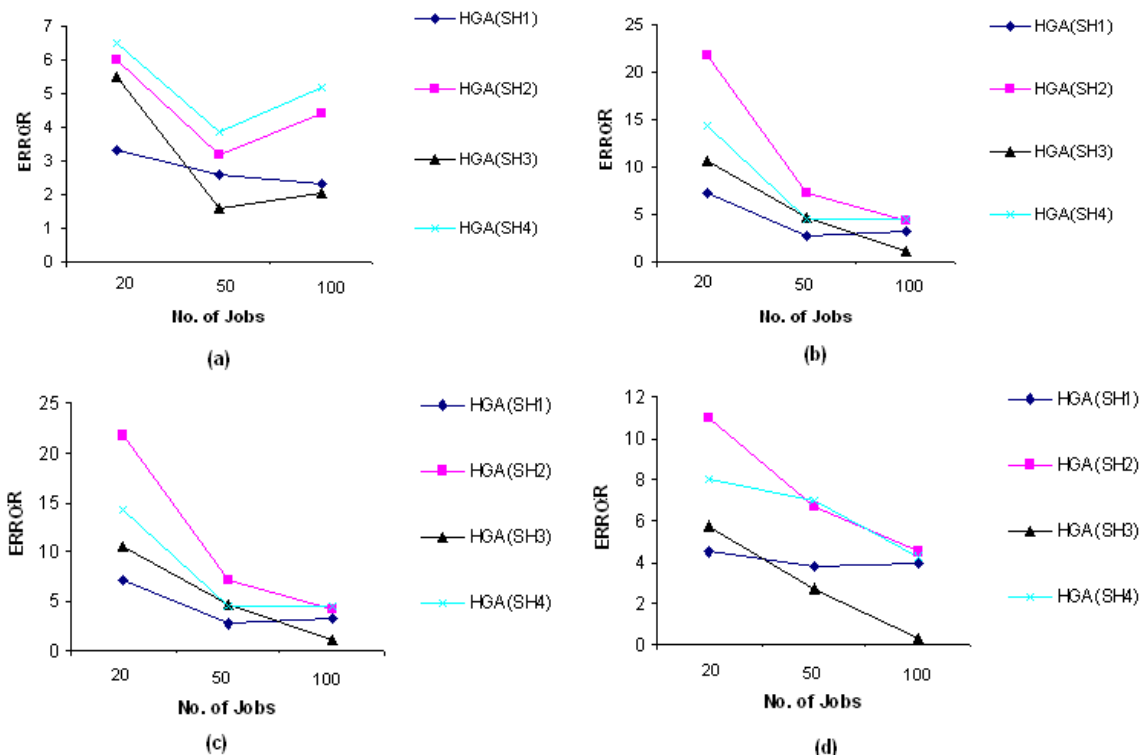 7
6
5
4
3
2
1
0
ERROR
20 50 100
No. of Jobs
HGA(SH1)
HGA(SH2)
HGA(SH3)
HGA(SH4)
(a)
25
20
15
10
5
0
ERROR
20 50 100
No. of Jobs
HGA(SH1)
HGA(SH2)
HGA(SH3)
HGA(SH4)
(b)
25
20
15
10
5
0
ERROR
20 50 100
No. of Jobs
HGA(SH1)
HGA(SH2)
HGA(SH3)
HGA(SH4)
(c)
12
10
8
6
4
2
0
ERROR
20 50 100
No. of Jobs
HGA(SH1)
HGA(SH2)
HGA(SH3)
HGA(SH4)
(d)